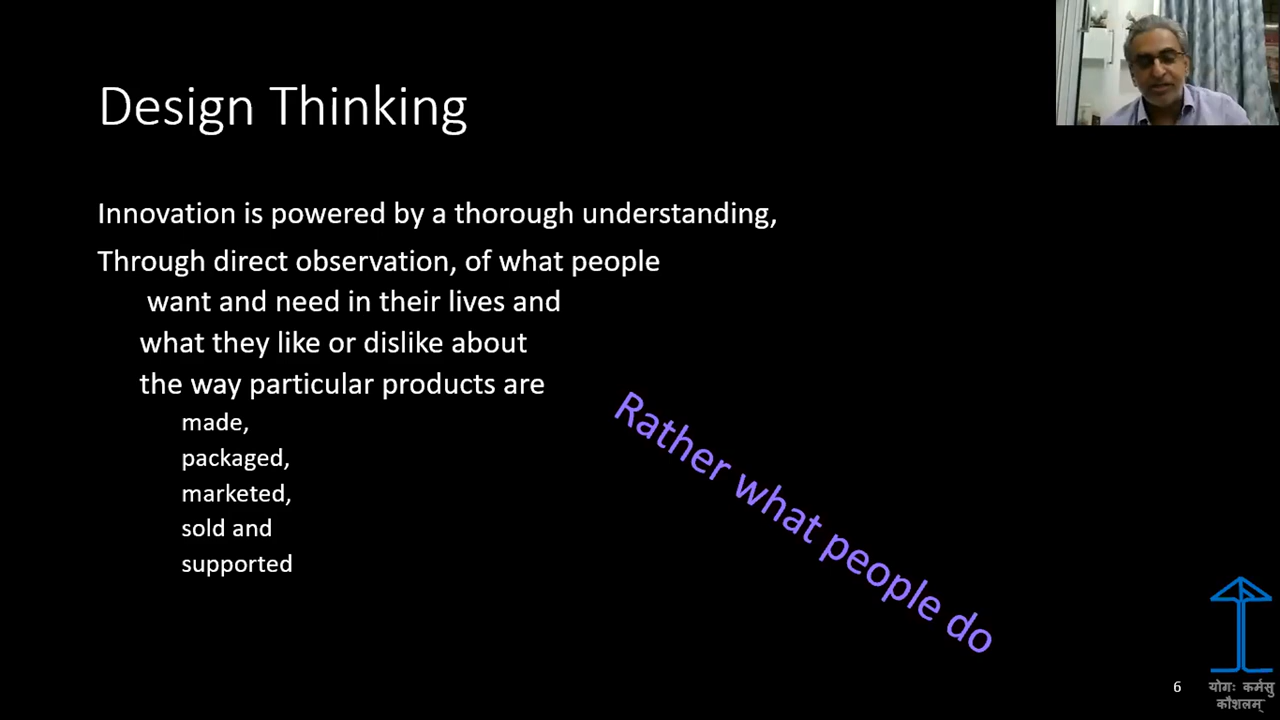 Design Thinking
Innovation is powered by a thorough understanding,
Through direct observation, of what people
want and need in their lives and
what they like or dislike about
the way particular products are
made,
packaged,
marketed,
sold and
supported
Rather what people do
6
योगः कर्मसु
कौशलम्